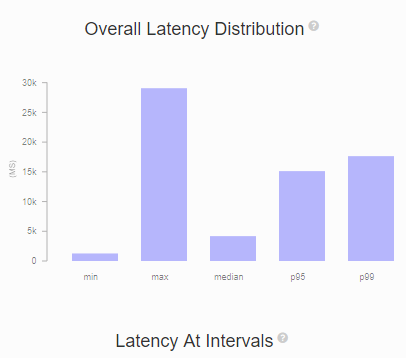 Overall Latency Distribution ?
30k
25k
20k
15k
10k
5k
0
(MS)
min max median p95 p99
Latency At Intervals ?